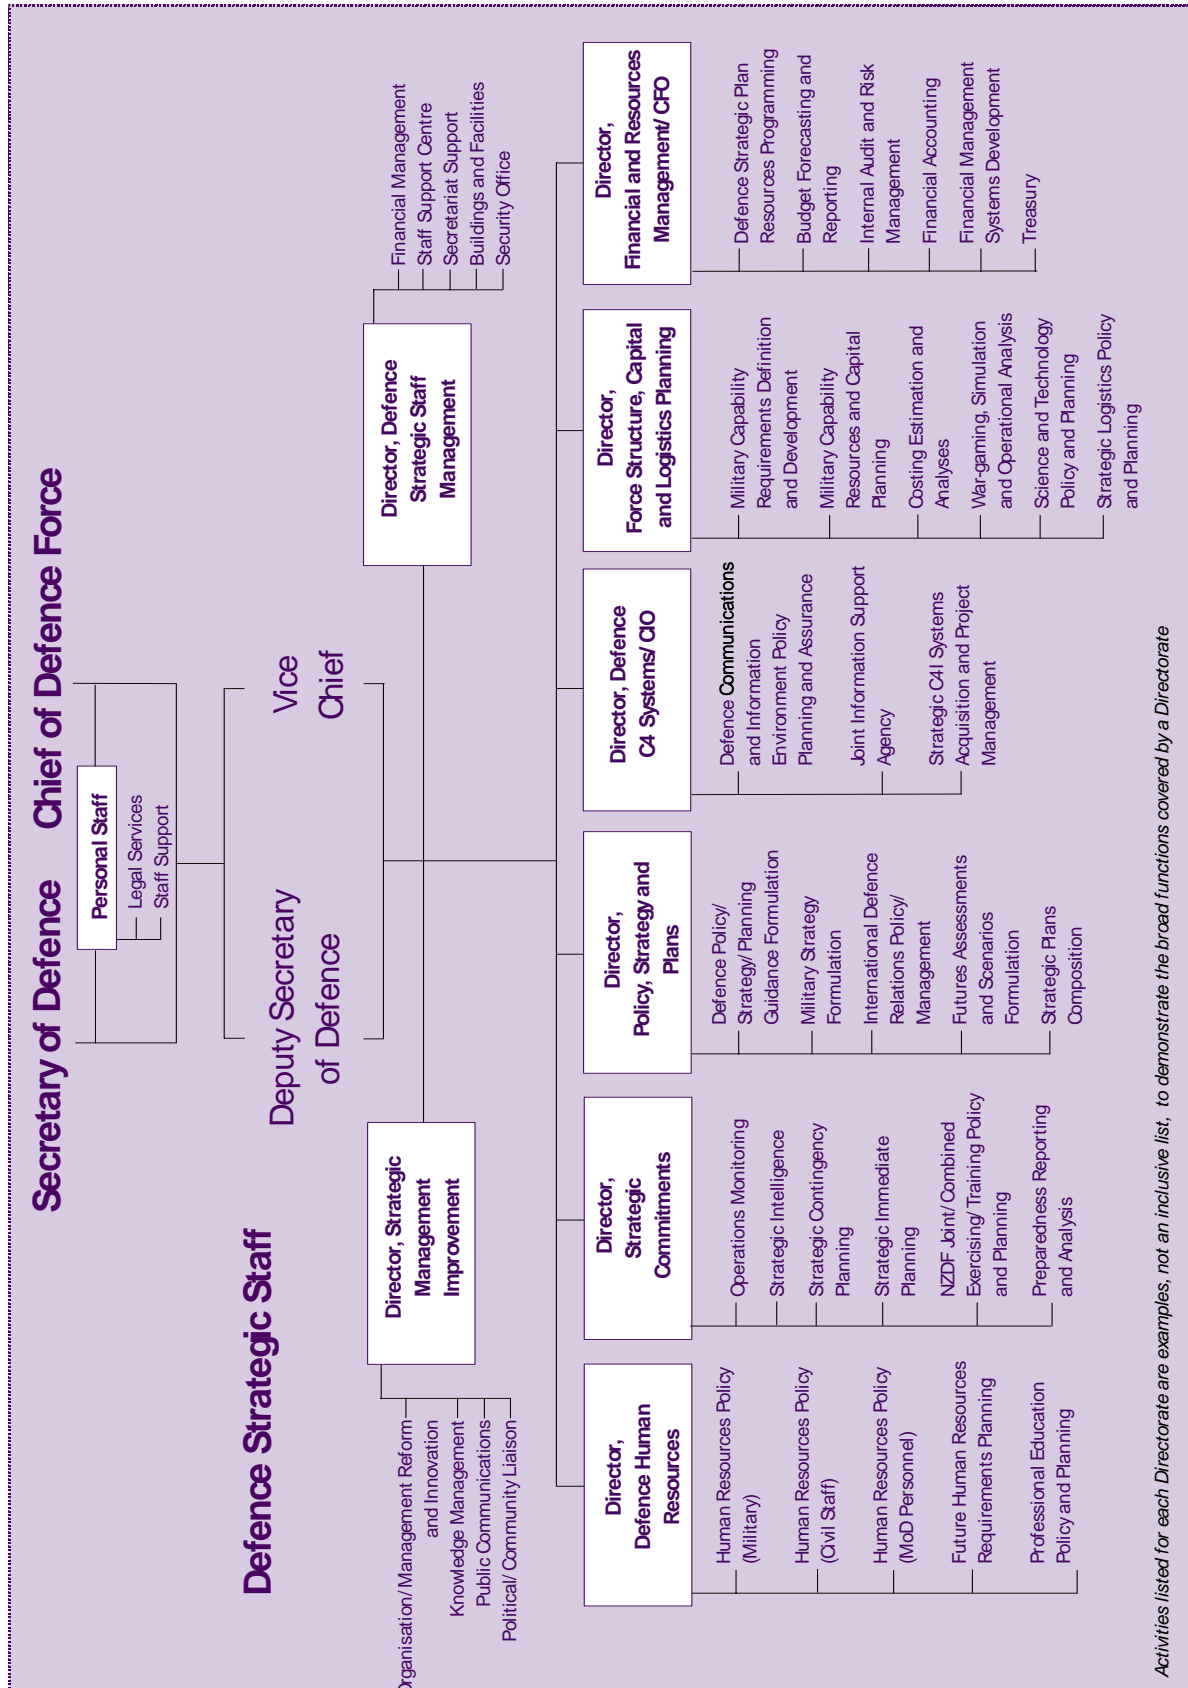 Secretary of Defence    Chief of Defence Force
Personal Staff
Legal Services
Staff Support
Defence Strategic Staff
Deputy Secretary
of Defence
Vice
Chief
Director, Strategic
Management
Improvement
Organisation/ Management Reform
and Innovation
Knowledge Management
Public Communications
Political/ Community Liaison
Director, Defence
Strategic Staff
Management
Financial Management
Staff Support Centre
Secretariat Support
Buildings and Facilities
Security Office
Director,
Defence Human
Resources
Human Resources Policy
(Military)
Human Resources Policy
(Civil Staff)
Human Resources Policy
(MoD Personnel)
Future Human Resources
Requirements Planning
Professional Education
Policy and Planning
Director,
Strategic
Commitments
Operations Monitoring
Strategic Intelligence
Strategic Contingency
Planning
Strategic Immediate
Planning
NZDF Joint/ Combined
Exercising/ Training Policy
and Planning
Preparedness Reporting
and Analysis
Director,
Policy, Strategy and
Plans
Defence Policy/
Strategy/ Planning
Guidance Formulation
Military Strategy
Formulation
International Defence
Relations Policy/
Management
Futures Assessments
and Scenarios
Formulation
Strategic Plans
Composition
Director, Defence
C4 Systems/ CIO
Defence Communications
and Information
Environment Policy
Planning and Assurance
Joint Information Support
Agency
Strategic C4I Systems
Acquisition and Project
Management
Director,
Force Structure, Capital
and Logistics Planning
Military Capability
Requirements Definition
and Development
Military Capability
Resources and Capital
Planning
Costing Estimation and
Analyses
War-gaming, Simulation
and Operational Analysis
Science and Technology
Policy and Planning
Strategic Logistics Policy
and Planning
Director,
Financial and Resources
Management/ CFO
Defence Strategic Plan
Resources Programming
Budget Forecasting and
Reporting
Internal Audit and Risk
Management
Financial Accounting
Financial Management
Systems Development
Treasury
Activities listed for each Directorate are examples, not an inclusive list,  to demonstrate the broad functions covered by a Directorate